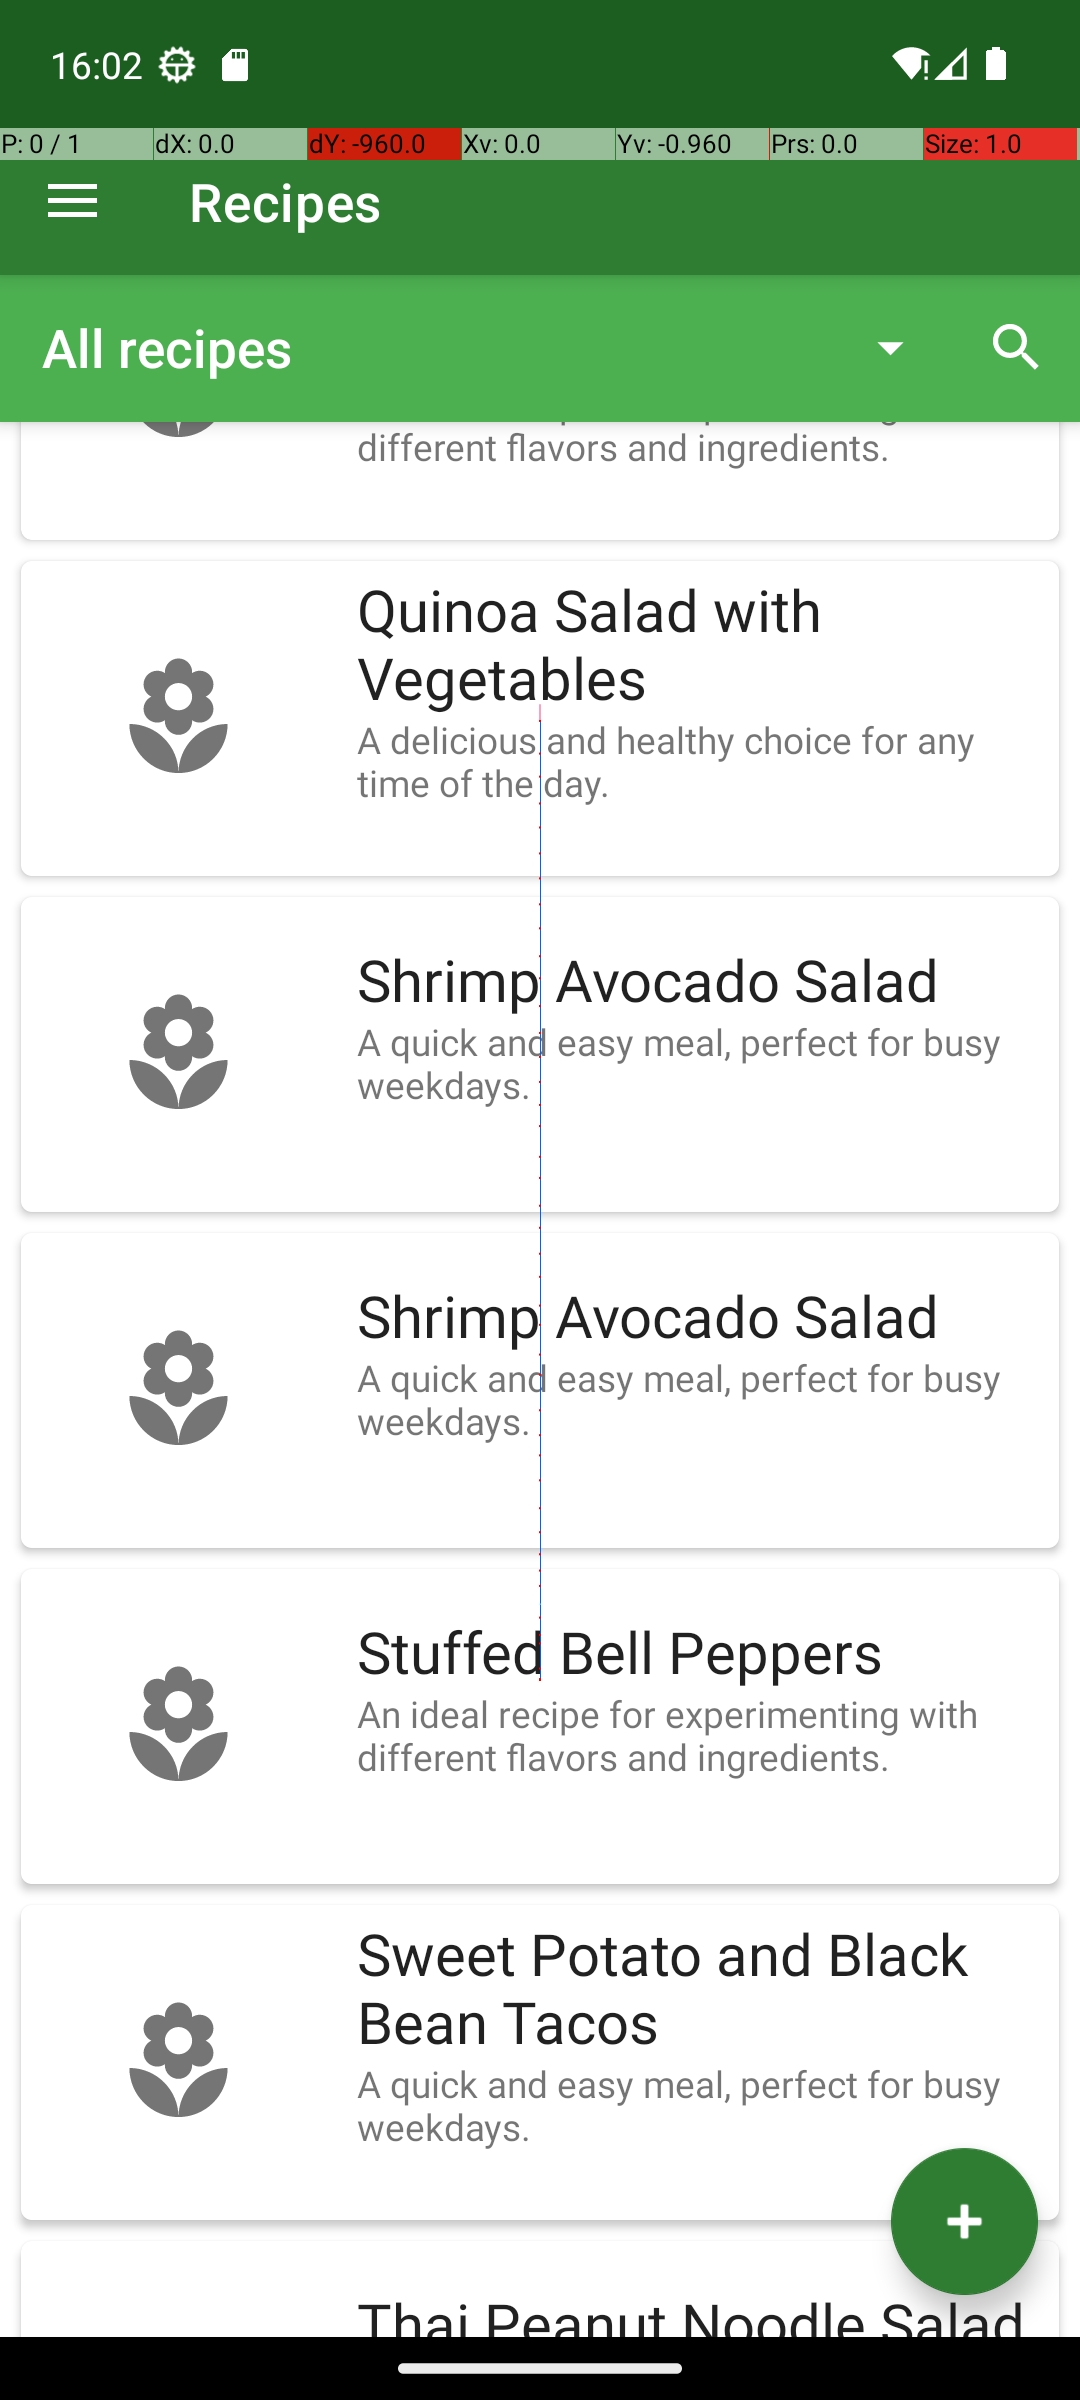 16:02
P: 0 / 1 dX: 0.0 dY: -960.0 Xv: 0.0 Yv: -0.960 Prs: 0.0 Size: 1.0
Recipes
All recipes
different flavors and ingredients.
Quinoa Salad with
Vegetables
A delicious and healthy choice for any
time of the day.
Shrimp Avocado Salad
A quick and easy meal, perfect for busy
weekdays.
Shrimp Avocado Salad
A quick and easy meal, perfect for busy
weekdays.
Stuffed Bell Peppers
An ideal recipe for experimenting with
different flavors and ingredients.
Sweet Potato and Black
Bean Tacos
A quick and easy meal, perfect for busy
weekdays.
Thai Peanut Noodle Salad